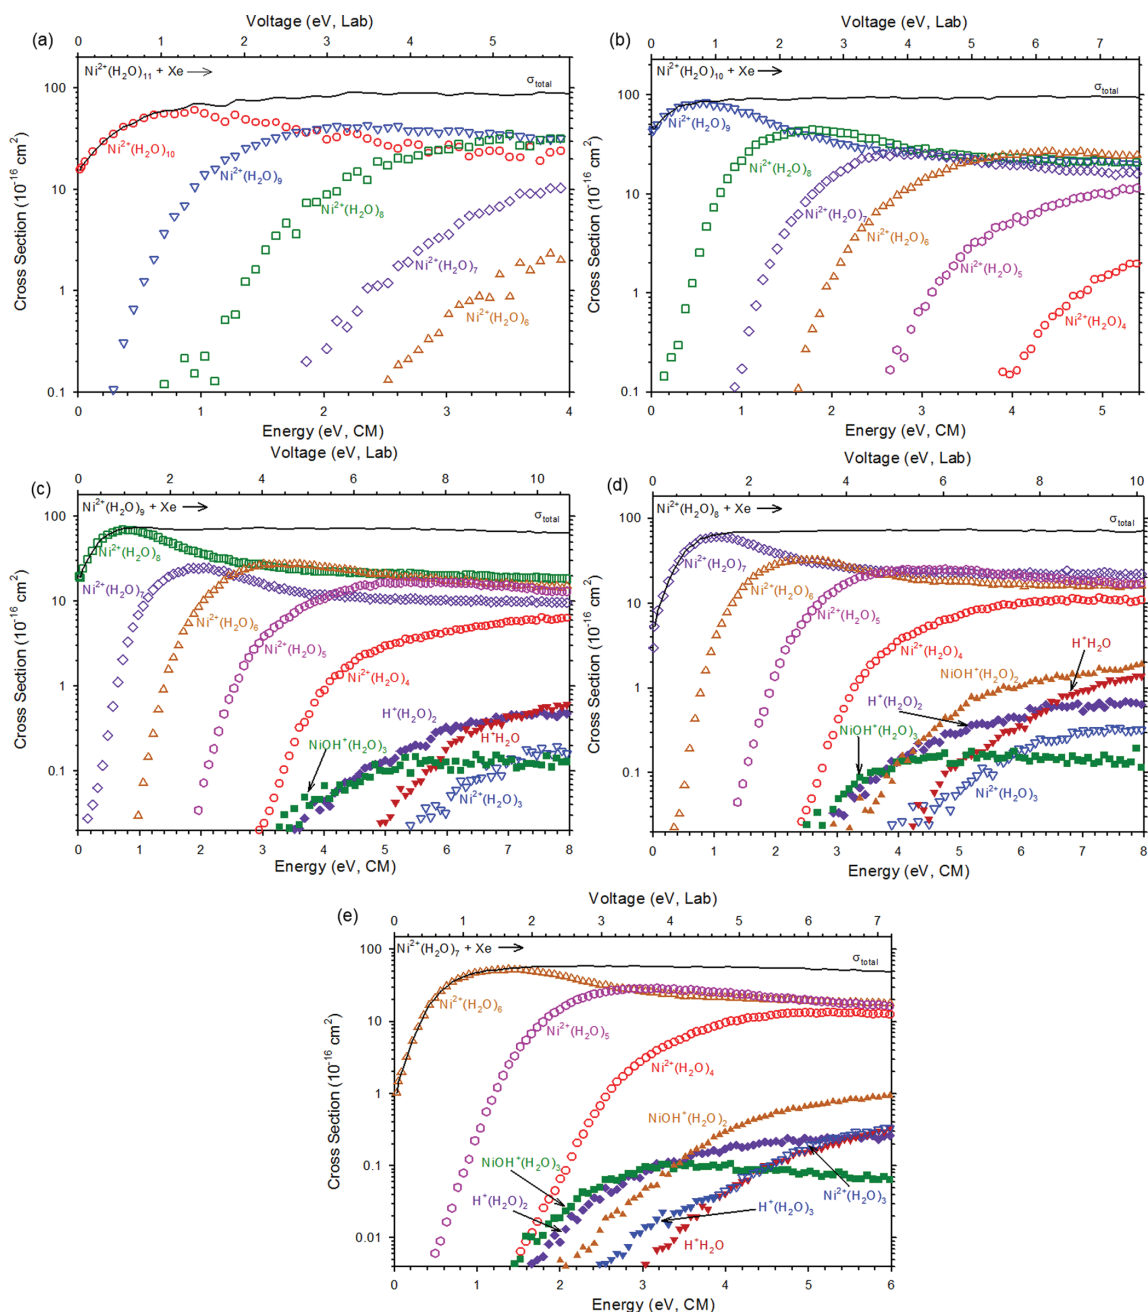 (a)
Voltage (eV, Lab)
0 1 2 3 4 5
Ni²⁺(H₂O)₁₁ + Xe →
σtotal
100
10
1
0.1
Cross Section (10⁻¹⁶ cm²)
Ni²⁺(H₂O)₁₀
Ni²⁺(H₂O)₉
Ni²⁺(H₂O)₈
Ni²⁺(H₂O)₇
Ni²⁺(H₂O)₆
0 1 2 3 4
Energy (eV, CM)
(b)
Voltage (eV, Lab)
0 1 2 3 4 5 6 7
Ni²⁺(H₂O)₁₀ + Xe →
σtotal
100
10
1
0.1
Cross Section (10⁻¹⁶ cm²)
Ni²⁺(H₂O)₉
Ni²⁺(H₂O)₈
Ni²⁺(H₂O)₇
Ni²⁺(H₂O)₆
Ni²⁺(H₂O)₅
Ni²⁺(H₂O)₄
0 1 2 3 4 5
Energy (eV, CM)
(c)
Voltage (eV, Lab)
0 2 4 6 8 10
Ni²⁺(H₂O)₉ + Xe →
σtotal
100
10
1
0.1
Cross Section (10⁻¹⁶ cm²)
Ni²⁺(H₂O)₈
Ni²⁺(H₂O)₇
Ni²⁺(H₂O)₆
Ni²⁺(H₂O)₅
Ni²⁺(H₂O)₄
H⁺(H₂O)₂
NiOH⁺(H₂O)₃
H⁺H₂O
Ni²⁺(H₂O)₃
0 1 2 3 4 5 6 7 8
Energy (eV, CM)
(d)
Voltage (eV, Lab)
0 2 4 6 8 10
Ni²⁺(H₂O)₈ + Xe →
σtotal
100
10
1
0.1
Cross Section (10⁻¹⁶ cm²)
Ni²⁺(H₂O)₇
Ni²⁺(H₂O)₆
Ni²⁺(H₂O)₅
Ni²⁺(H₂O)₄
H⁺H₂O
NiOH⁺(H₂O)₂
H⁺(H₂O)₂
NiOH⁺(H₂O)₃
Ni²⁺(H₂O)₃
0 1 2 3 4 5 6 7 8
Energy (eV, CM)
(e)
Voltage (eV, Lab)
0 1 2 3 4 5 6 7
Ni²⁺(H₂O)₇ + Xe →
σtotal
100
10
1
0.1
0.01
Cross Section (10⁻¹⁶ cm²)
Ni²⁺(H₂O)₆
Ni²⁺(H₂O)₅
Ni²⁺(H₂O)₄
NiOH⁺(H₂O)₂
NiOH⁺(H₂O)₃
H⁺(H₂O)₂
Ni²⁺(H₂O)₃
H⁺(H₂O)₃
H⁺H₂O
0 1 2 3 4 5 6
Energy (eV, CM)